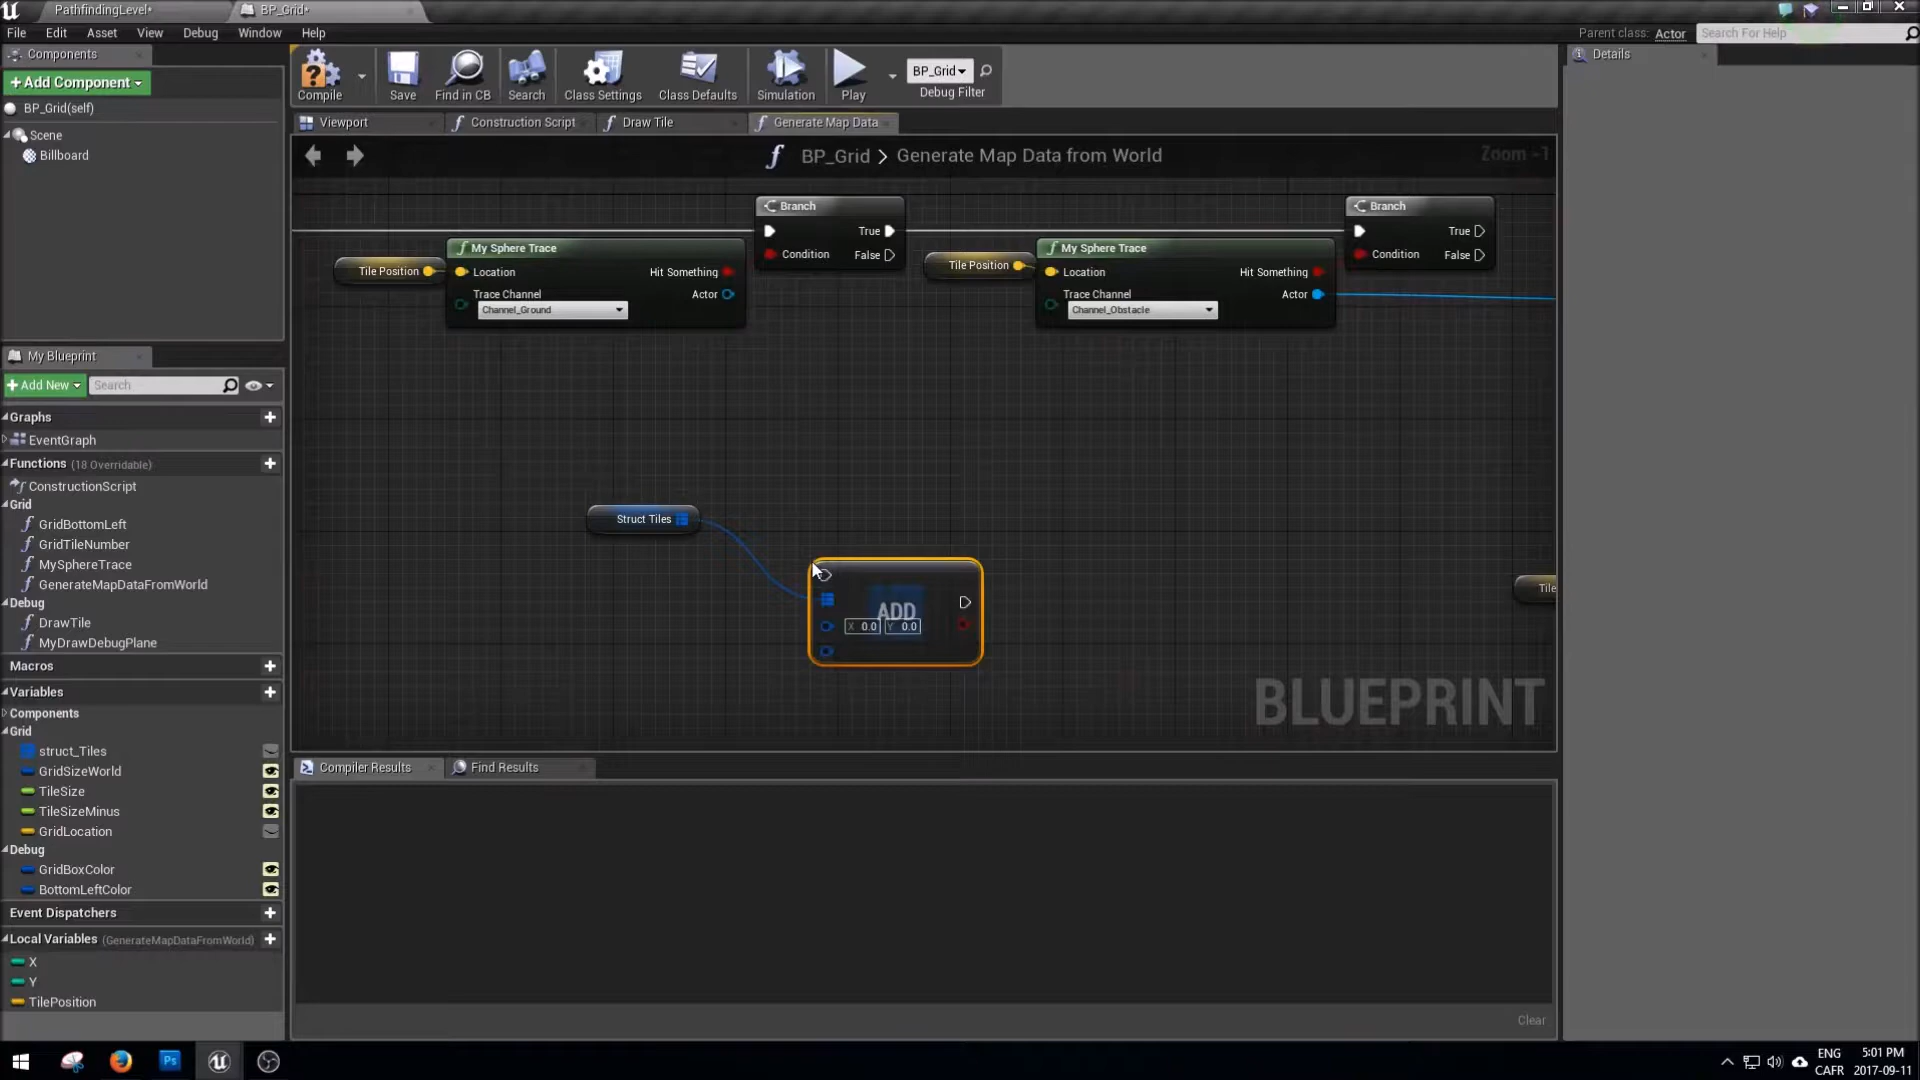 PathfindingLevel*
BP_Grid*
File Edit Asset View Debug Window Help
Parent class: Actor
Search For Help
Components
+Add Component
BP_Grid(self)
Scene
Billboard
Compile
Save
Find in CB
Search
Class Settings
Class Defaults
Simulation
Play
BP_Grid
Debug Filter
Details
Viewport
Construction Script
Draw Tile
Generate Map Data
BP_Grid > Generate Map Data from World
Zoom -1
Branch
True
Condition
False
Tile Position
My Sphere Trace
Location
Hit Something
Trace Channel
Actor
Channel_Ground
Tile Position
My Sphere Trace
Location
Hit Something
Trace Channel
Actor
Channel_Obstacle
Branch
True
Condition
False
Struct Tiles
ADD
X 0.0 Y 0.0
Tile
BLUEPRINT
My Blueprint
+Add New
Search
Graphs
EventGraph
Functions (18 Overridable)
ConstructionScript
Grid
GridBottomLeft
GridTileNumber
MySphereTrace
GenerateMapDataFromWorld
Debug
DrawTile
MyDrawDebugPlane
Macros
Variables
Components
Grid
struct_Tiles
GridSizeWorld
TileSize
TileSizeMinus
GridLocation
Debug
GridBoxColor
BottomLeftColor
Event Dispatchers
Local Variables (GenerateMapDataFromWorld)
X
Y
TilePosition
Compiler Results
Find Results
Clear
Ps
ENG
CAFR
5:01 PM
2017-09-11